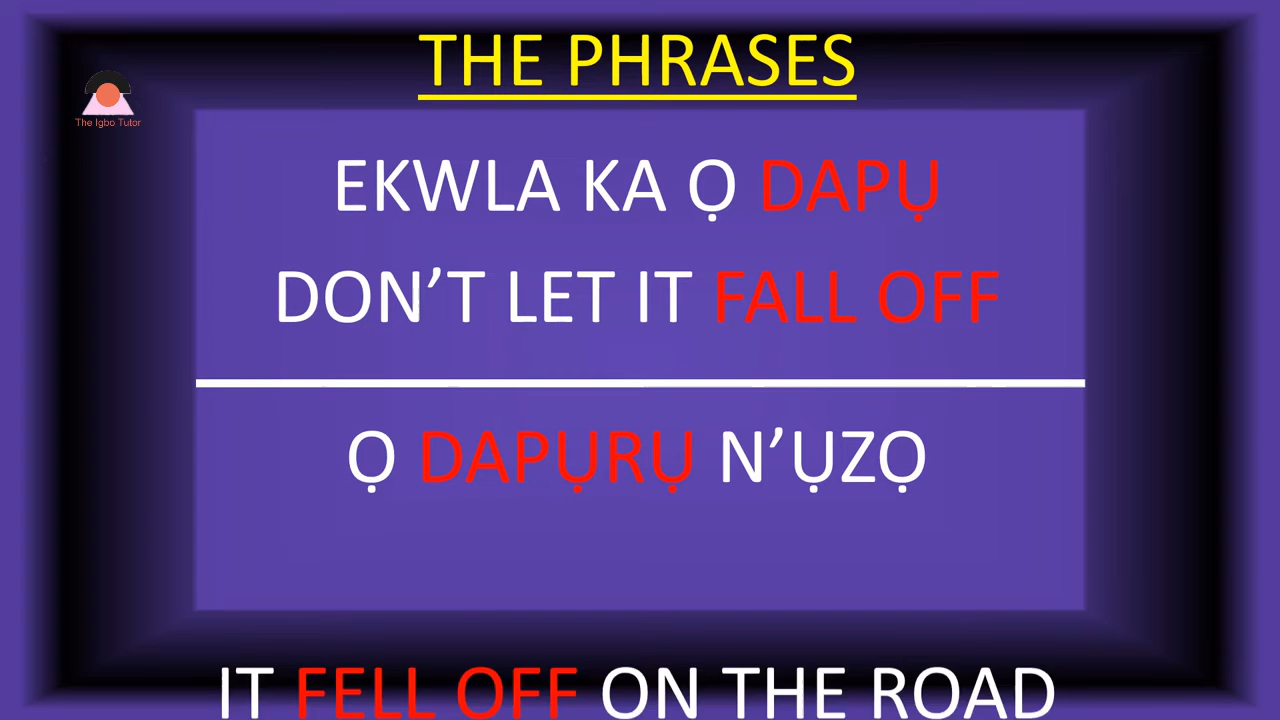 THE PHRASES
The Igbo Tutor
EKWLA KA Ọ DAPỤ
DON’T LET IT FALL OFF
Ọ DAPỤRỤ N’ỤZỌ
IT FELL OFF ON THE ROAD